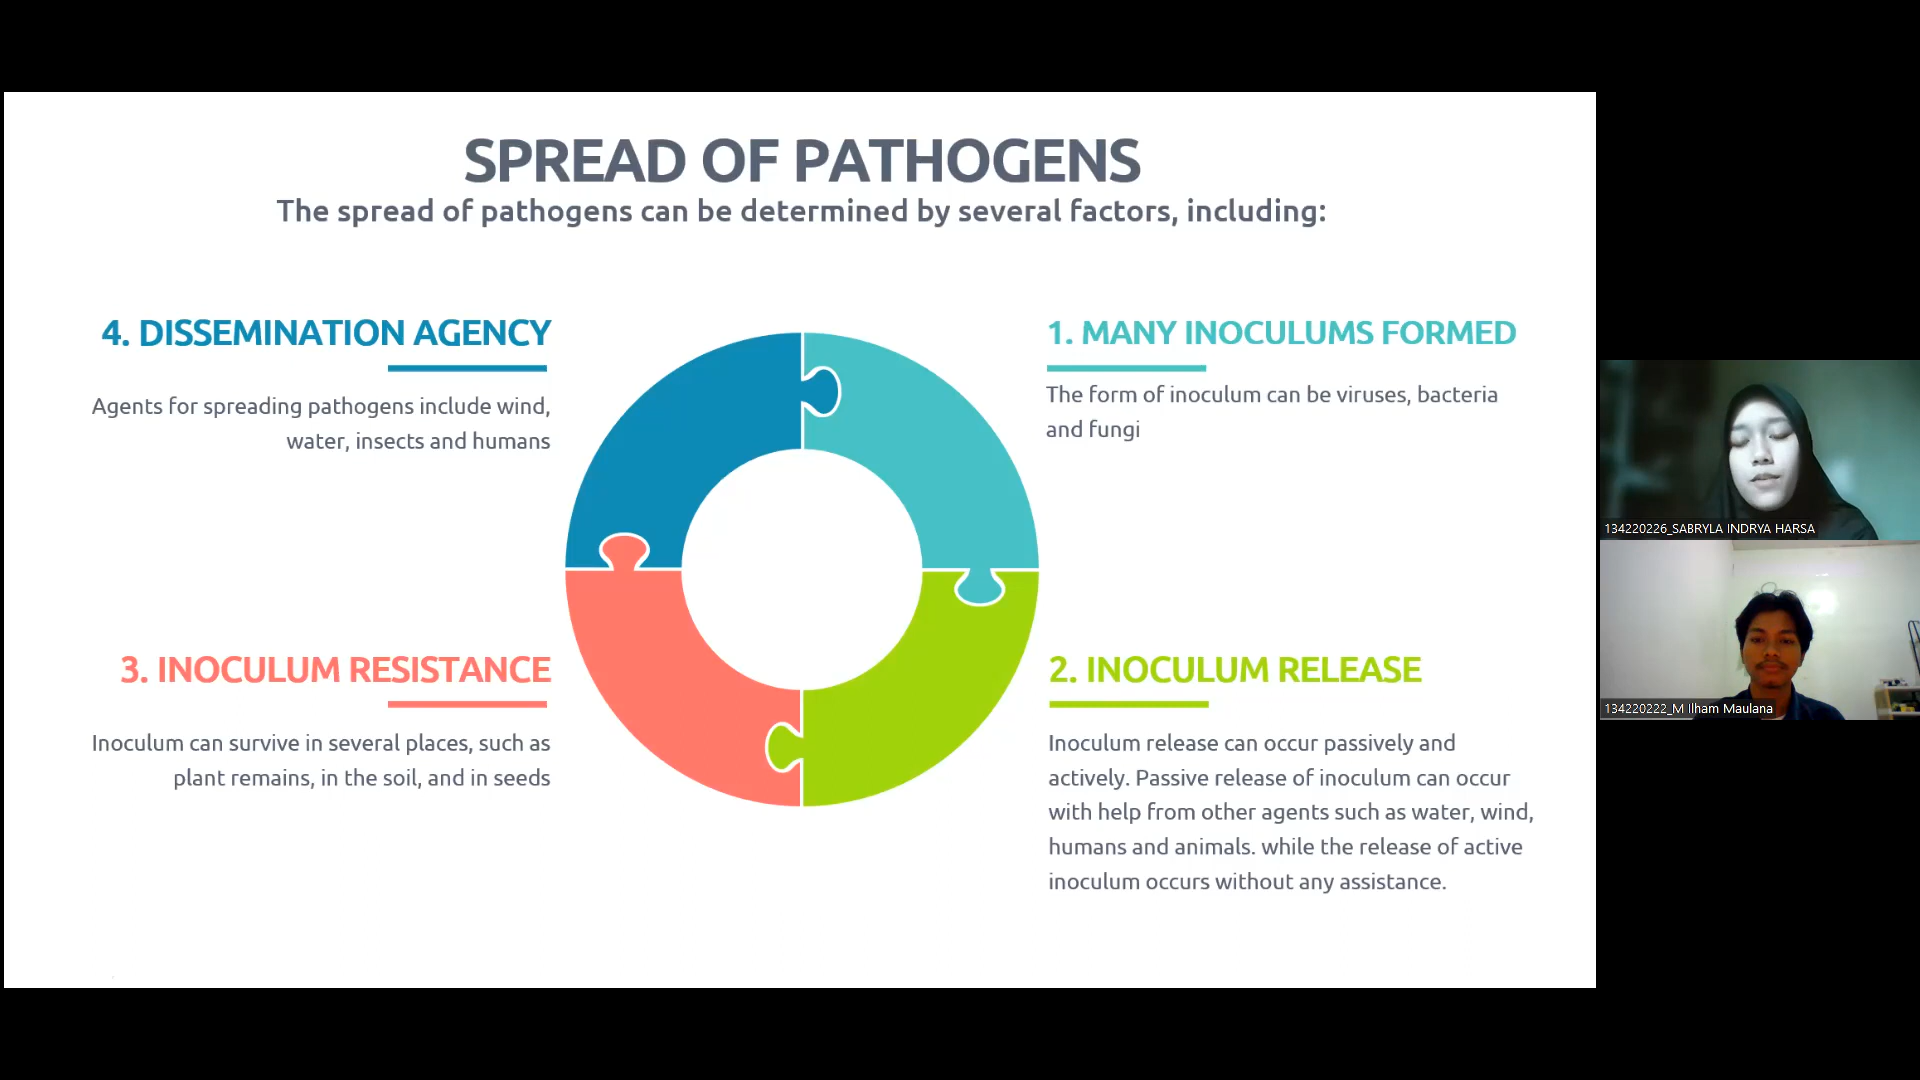 SPREAD OF PATHOGENS
The spread of pathogens can be determined by several factors, including:
4. DISSEMINATION AGENCY
Agents for spreading pathogens include wind,
water, insects and humans
1. MANY INOCULUMS FORMED
The form of inoculum can be viruses, bacteria
and fungi
3. INOCULUM RESISTANCE
Inoculum can survive in several places, such as
plant remains, in the soil, and in seeds
2. INOCULUM RELEASE
Inoculum release can occur passively and
actively. Passive release of inoculum can occur
with help from other agents such as water, wind,
humans and animals. while the release of active
inoculum occurs without any assistance.
134220226_SABRYLA INDRYA HARSA
134220222_M Ilham Maulana